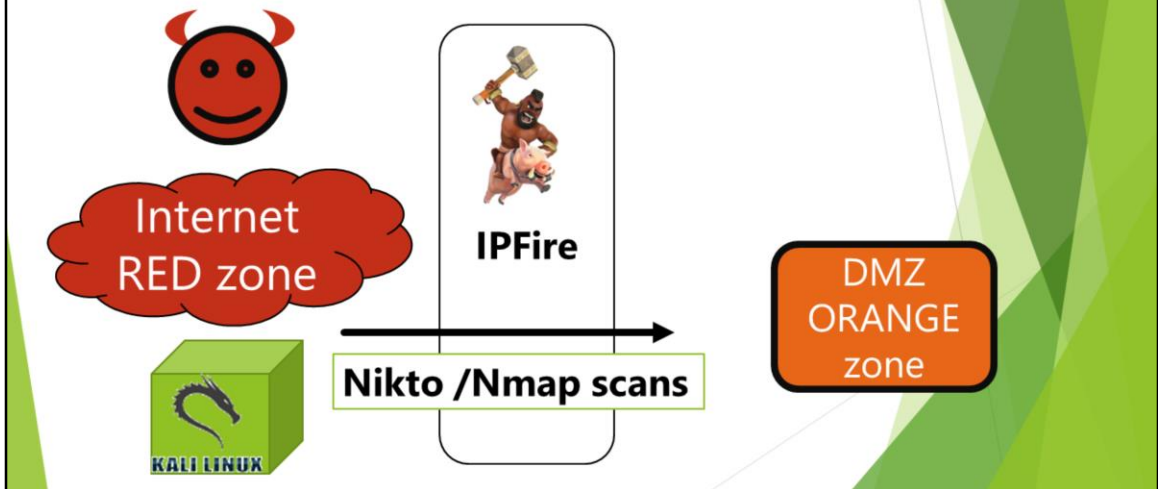 Internet
RED zone
IPFire
DMZ
ORANGE
zone
Nikto /Nmap scans
KALI LINUX